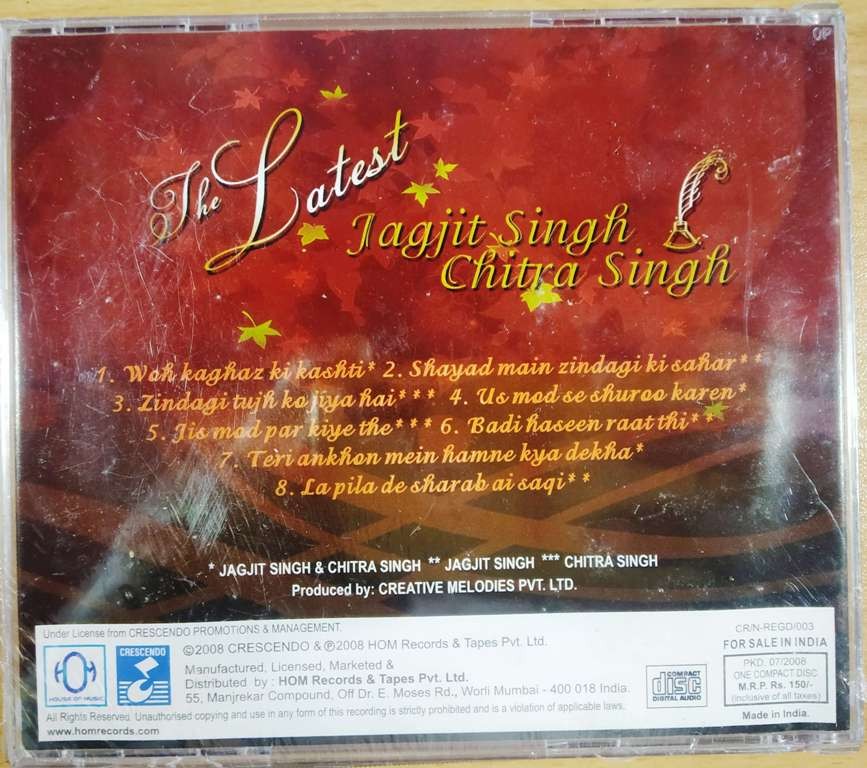 OP
The Latest
Jagjit Singh
Chitra Singh
1. Woh kaghaz ki kashti* 2. Shayad main zindagi ki sahar**
3. Zindagi tujh ko jiya hai*** 4. Us mod se shuroo karen*
5. Jis mod par kiye the*** 6. Badi haseen raat thi**
7. Teri ankhon mein hamne kya dekha*
8. La pila de sharab ai saqi**
* JAGJIT SINGH & CHITRA SINGH ** JAGJIT SINGH *** CHITRA SINGH
Produced by: CREATIVE MELODIES PVT. LTD.
Under License from CRESCENDO PROMOTIONS & MANAGEMENT.
HOM
HOUSE OF MUSIC
CRESCENDO
©2008 CRESCENDO & ℗2008 HOM Records & Tapes Pvt. Ltd.
Manufactured, Licensed, Marketed &
Distributed by : HOM Records & Tapes Pvt. Ltd.
55, Manjrekar Compound, Off Dr. E. Moses Rd., Worli Mumbai - 400 018 India.
All Rights Reserved. Unauthorised copying and use in any form of this recording is strictly prohibited and is a violation of applicable laws.
www.homrecords.com
COMPACT
disc
DIGITAL AUDIO
CR/N-REGD/003
FOR SALE IN INDIA
PKD. 07/2008
ONE COMPACT DISC
M.R.P. Rs. 150/-
(inclusive of all taxes)
Made in India.